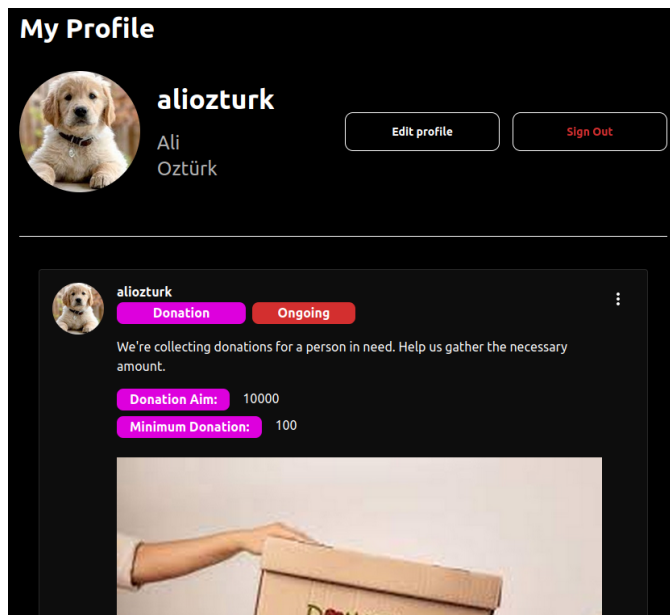 My Profile
aliozturk
Ali
Oztürk
Edit profile
Sign Out
aliozturk
Donation
Ongoing
We're collecting donations for a person in need. Help us gather the necessary
amount.
Donation Aim: 10000
Minimum Donation: 100